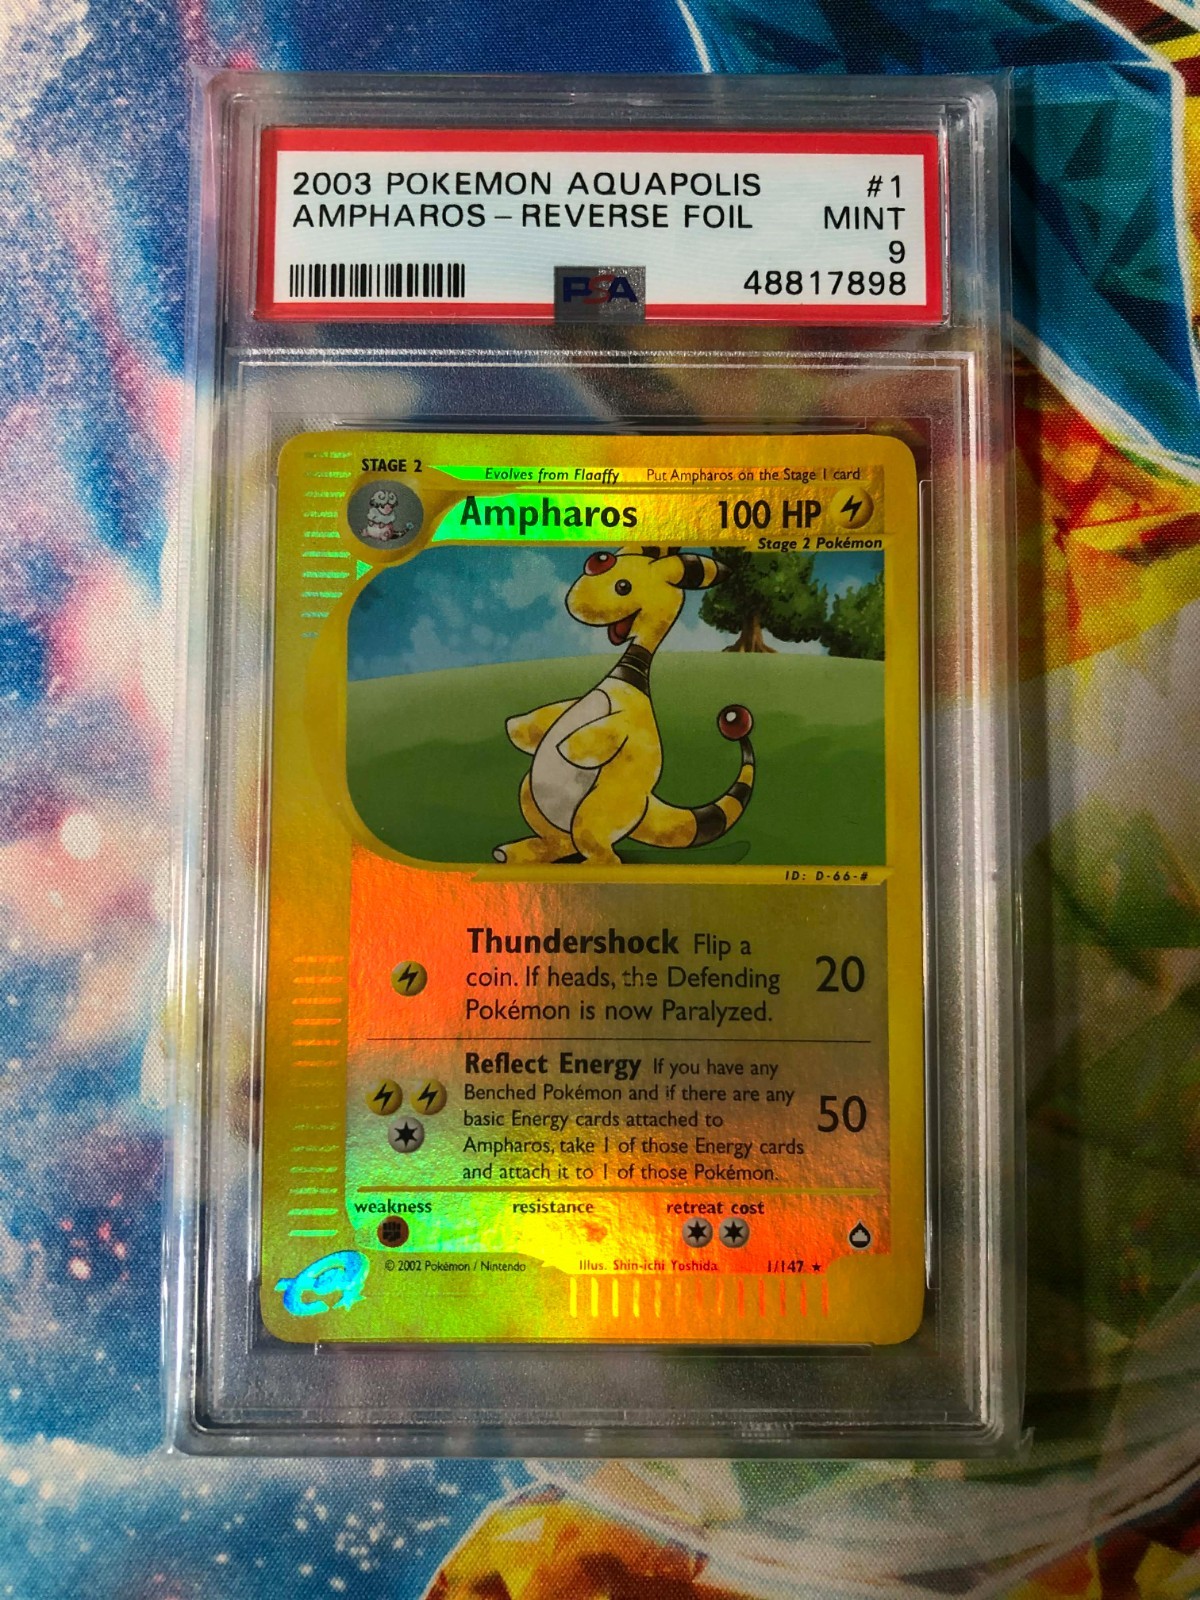 2003 POKEMON AQUAPOLIS #1
AMPHAROS – REVERSE FOIL MINT
9
PSA 48817898
STAGE 2 Evolves from Flaaffy Put Ampharos on the Stage 1 card
Ampharos 100 HP
Stage 2 Pokémon
ID: D-66-#
Thundershock Flip a
coin. If heads, the Defending
Pokémon is now Paralyzed.
20
Reflect Energy If you have any
Benched Pokémon and if there are any
basic Energy cards attached to
Ampharos, take 1 of those Energy cards
and attach it to 1 of those Pokémon.
50
weakness resistance retreat cost
e
© 2002 Pokémon / Nintendo Illus. Shin-ichi Yoshida 1/147 ★